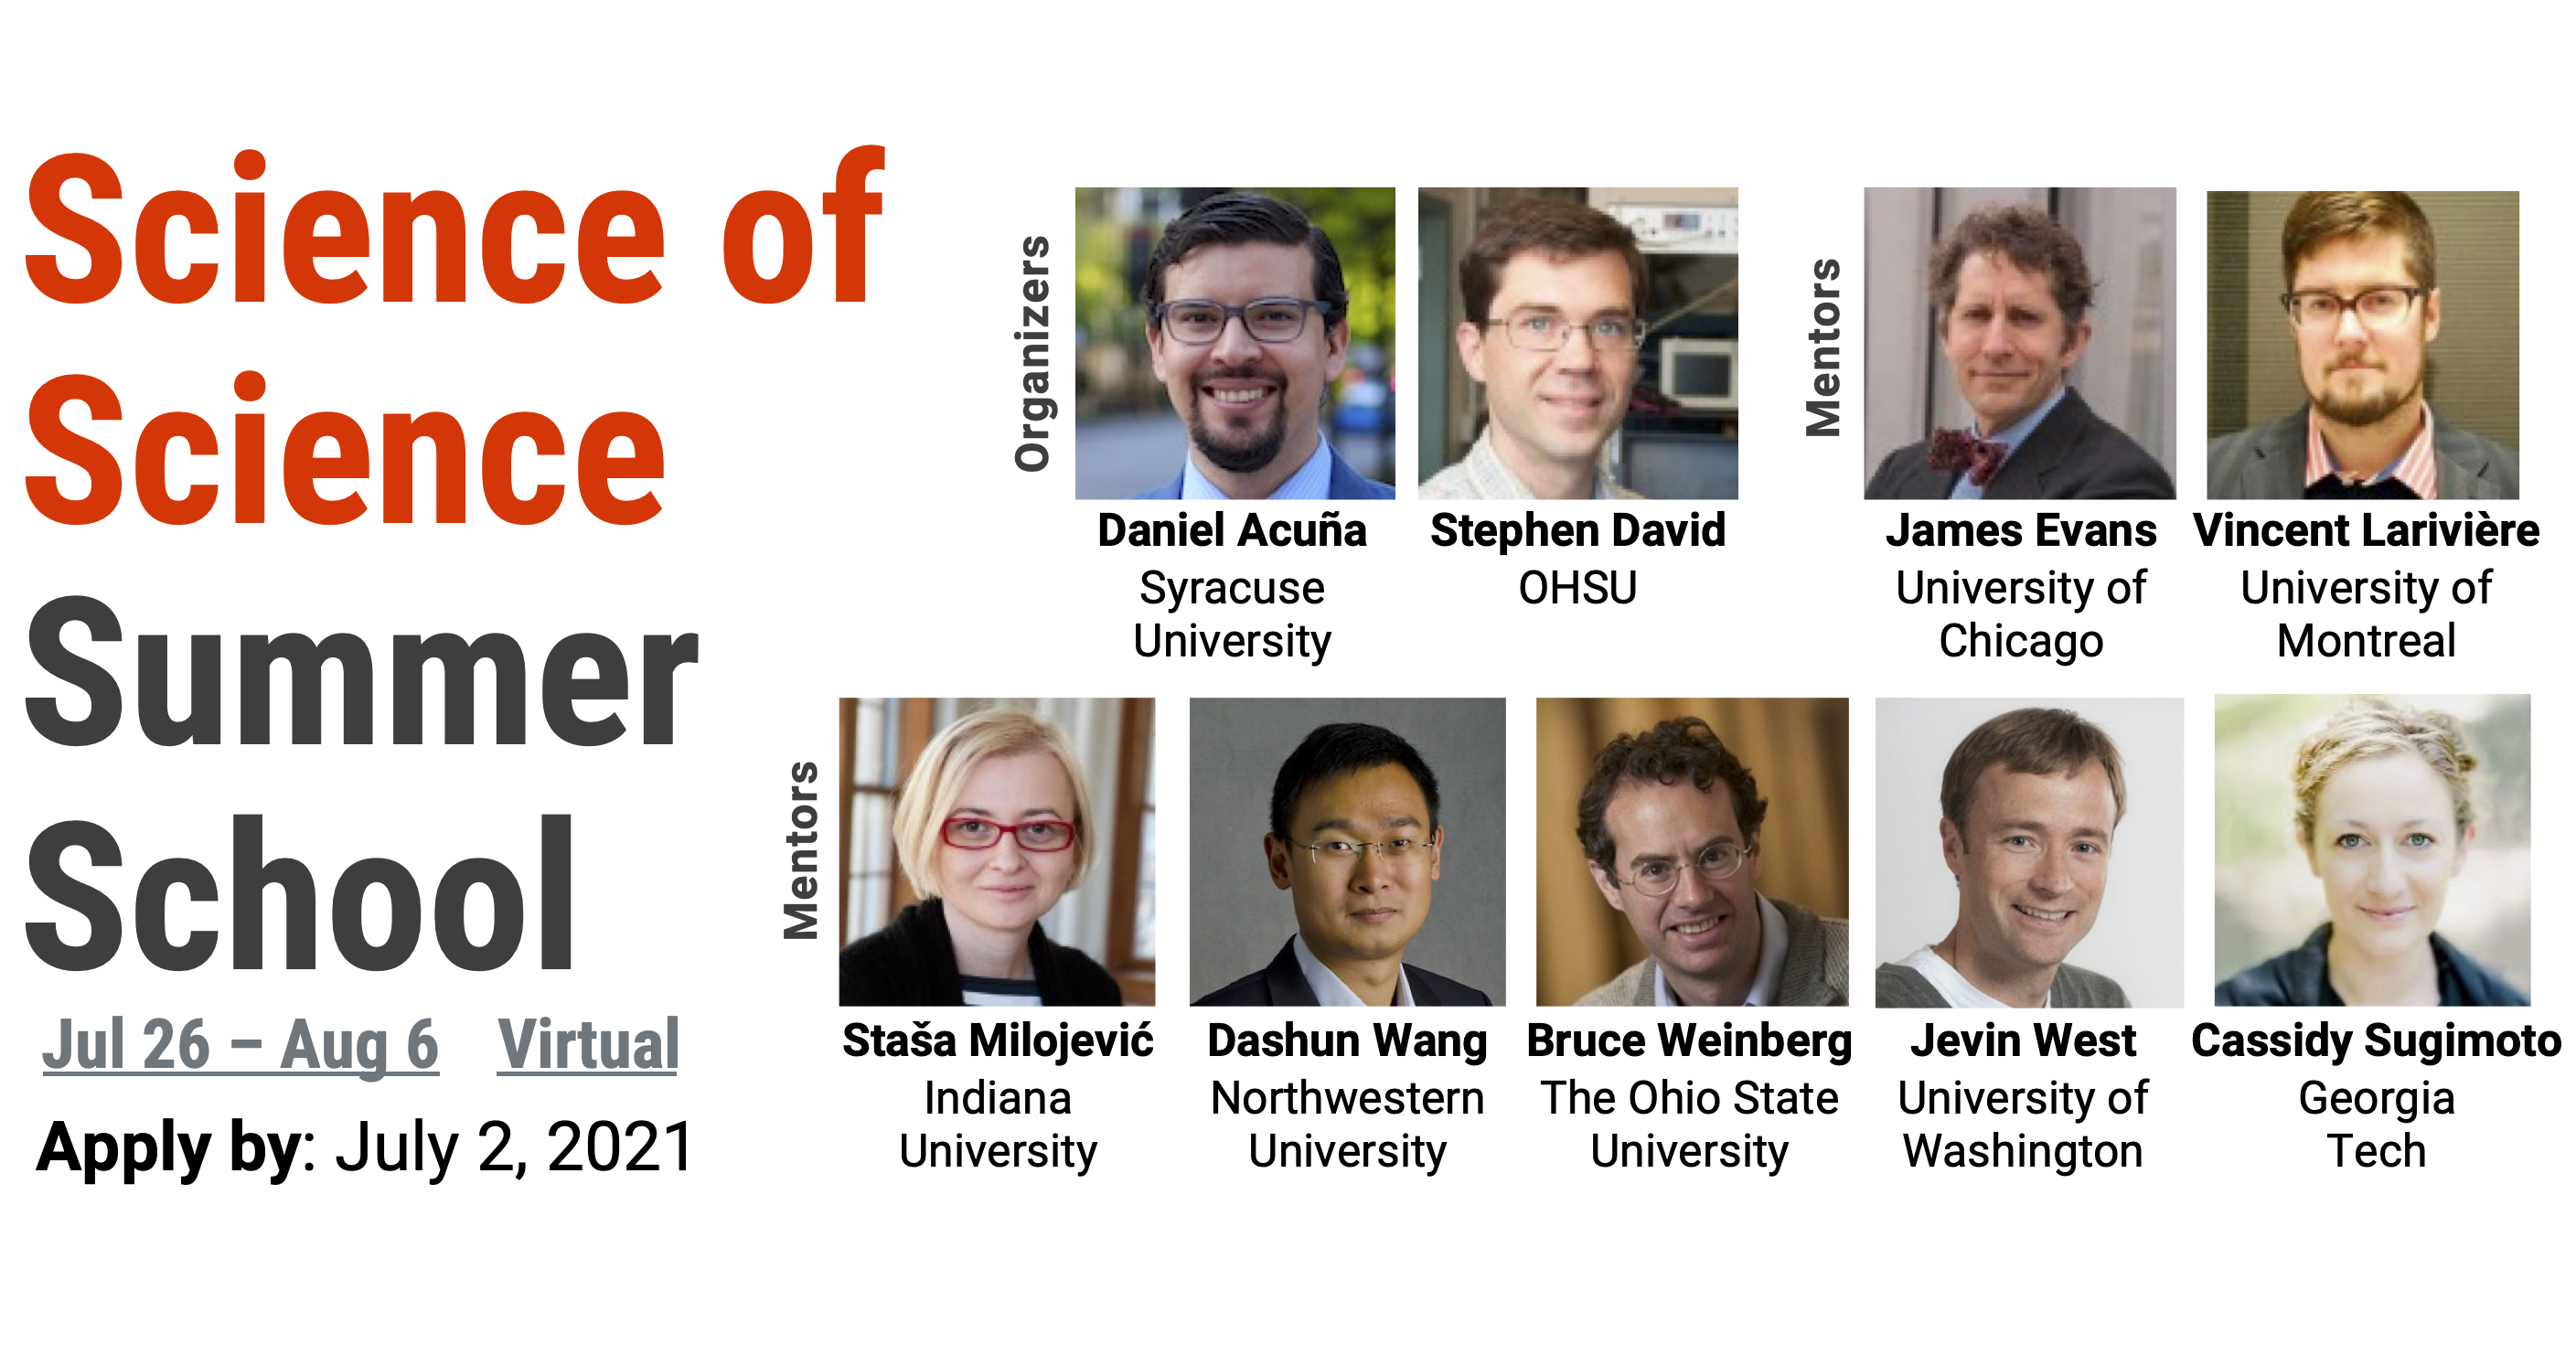 Science of
Science
Summer
School
Jul 26 – Aug 6 Virtual
Apply by: July 2, 2021
Organizers
Daniel Acuña
Syracuse
University
Stephen David
OHSU
Mentors
James Evans
University of
Chicago
Vincent Larivière
University of
Montreal
Mentors
Staša Milojević
Indiana
University
Dashun Wang
Northwestern
University
Bruce Weinberg
The Ohio State
University
Jevin West
University of
Washington
Cassidy Sugimoto
Georgia
Tech